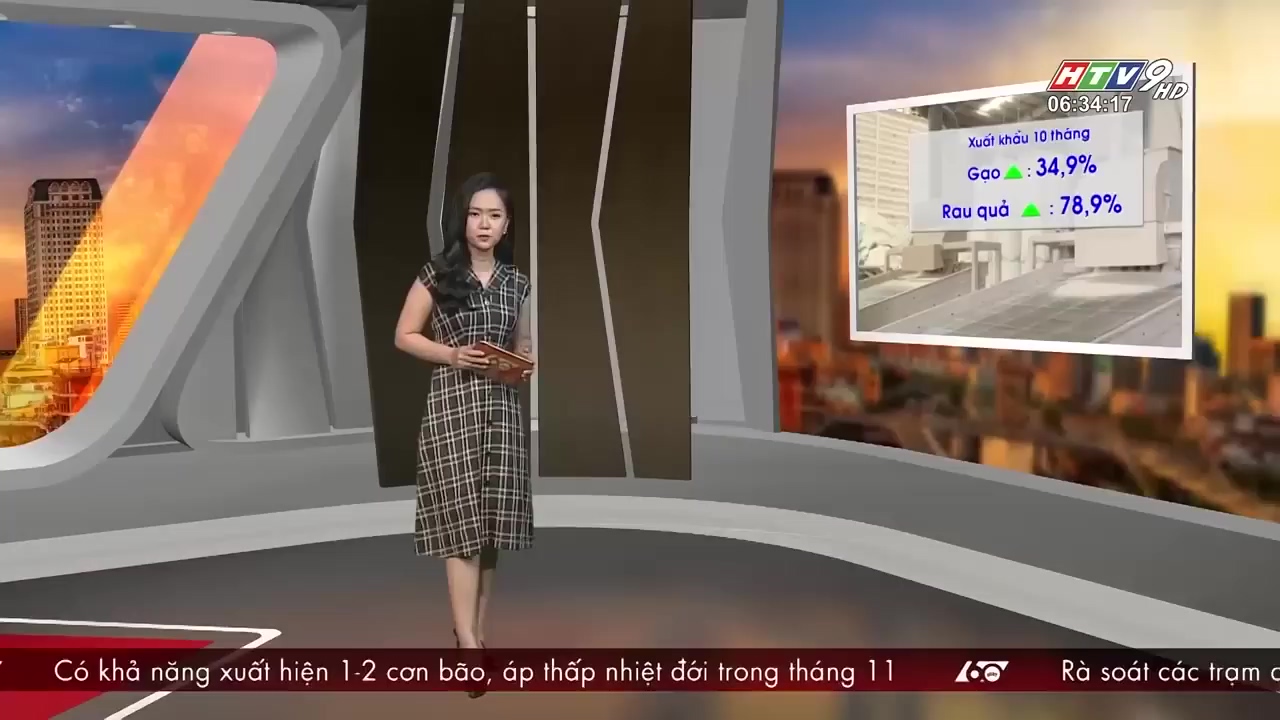 HTV9
HD
06:34:17
Xuất khẩu 10 tháng
Gạo : 34,9%
Rau quả : 78,9%
Có khả năng xuất hiện 1-2 cơn bão, áp thấp nhiệt đới trong tháng 11
60
Rà soát các trạm